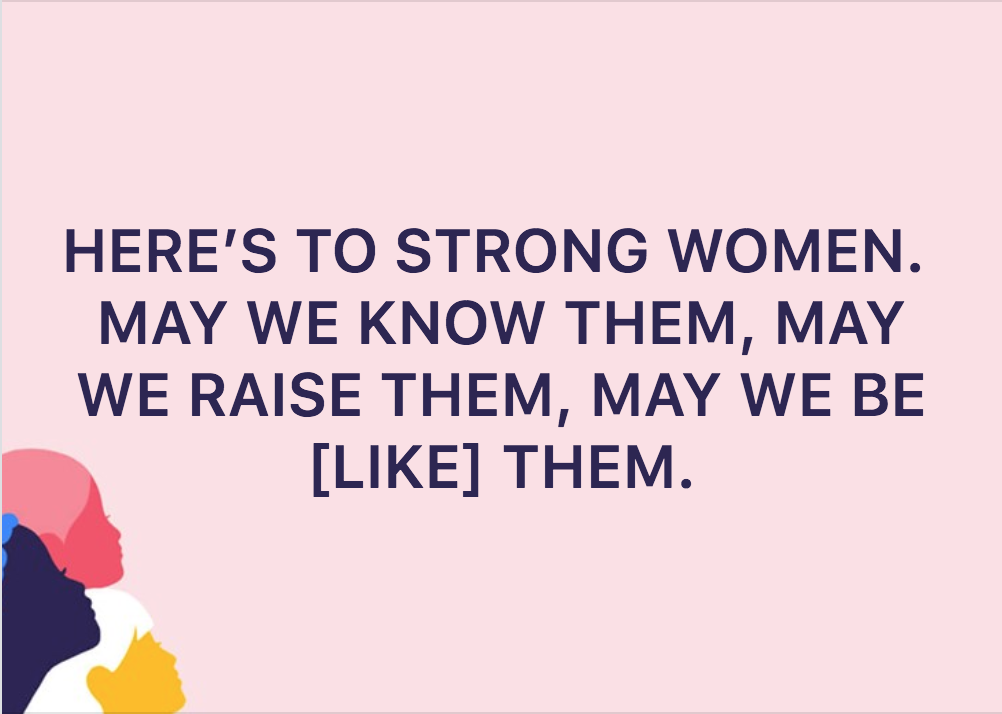 HERE’S TO STRONG WOMEN.
MAY WE KNOW THEM, MAY
WE RAISE THEM, MAY WE BE
[LIKE] THEM.